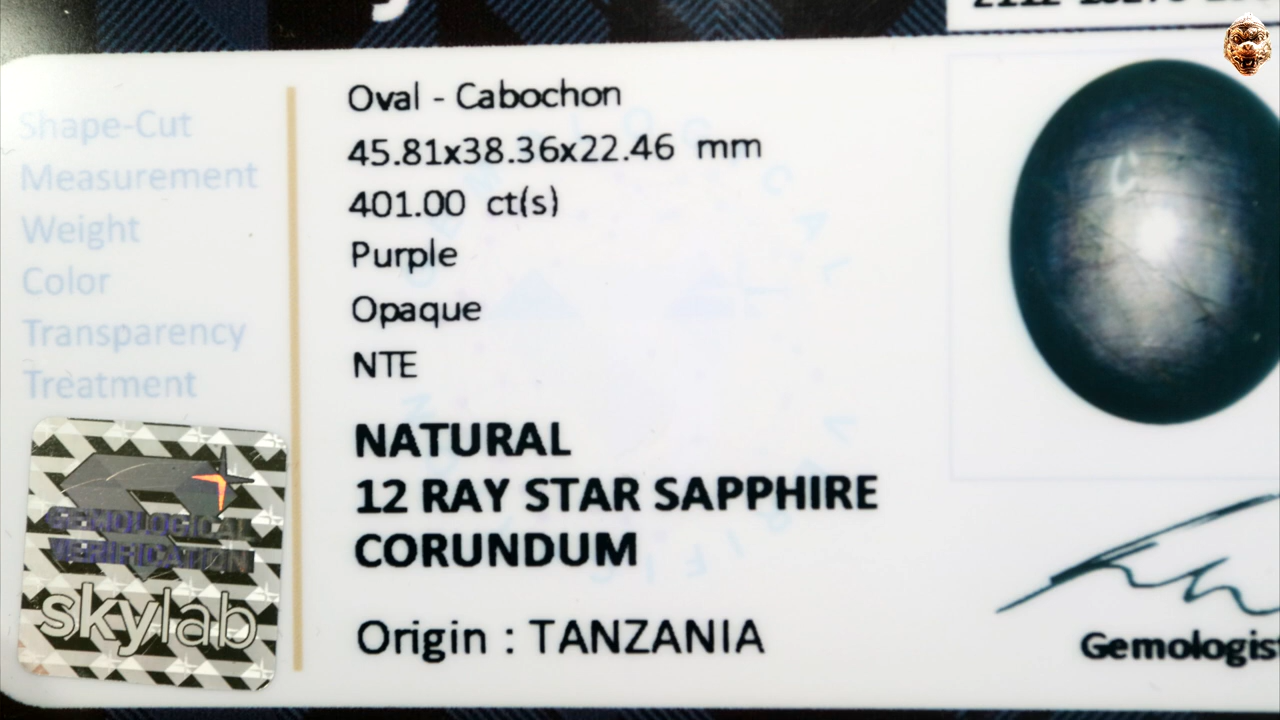 Shape-Cut
Oval - Cabochon
Measurement
45.81x38.36x22.46 mm
Weight
401.00 ct(s)
Color
Purple
Transparency
Opaque
Treatment
NTE
NATURAL
12 RAY STAR SAPPHIRE
CORUNDUM
Origin : TANZANIA
GEMOLOGICAL
VERIFICATION
skylab
Gemologist